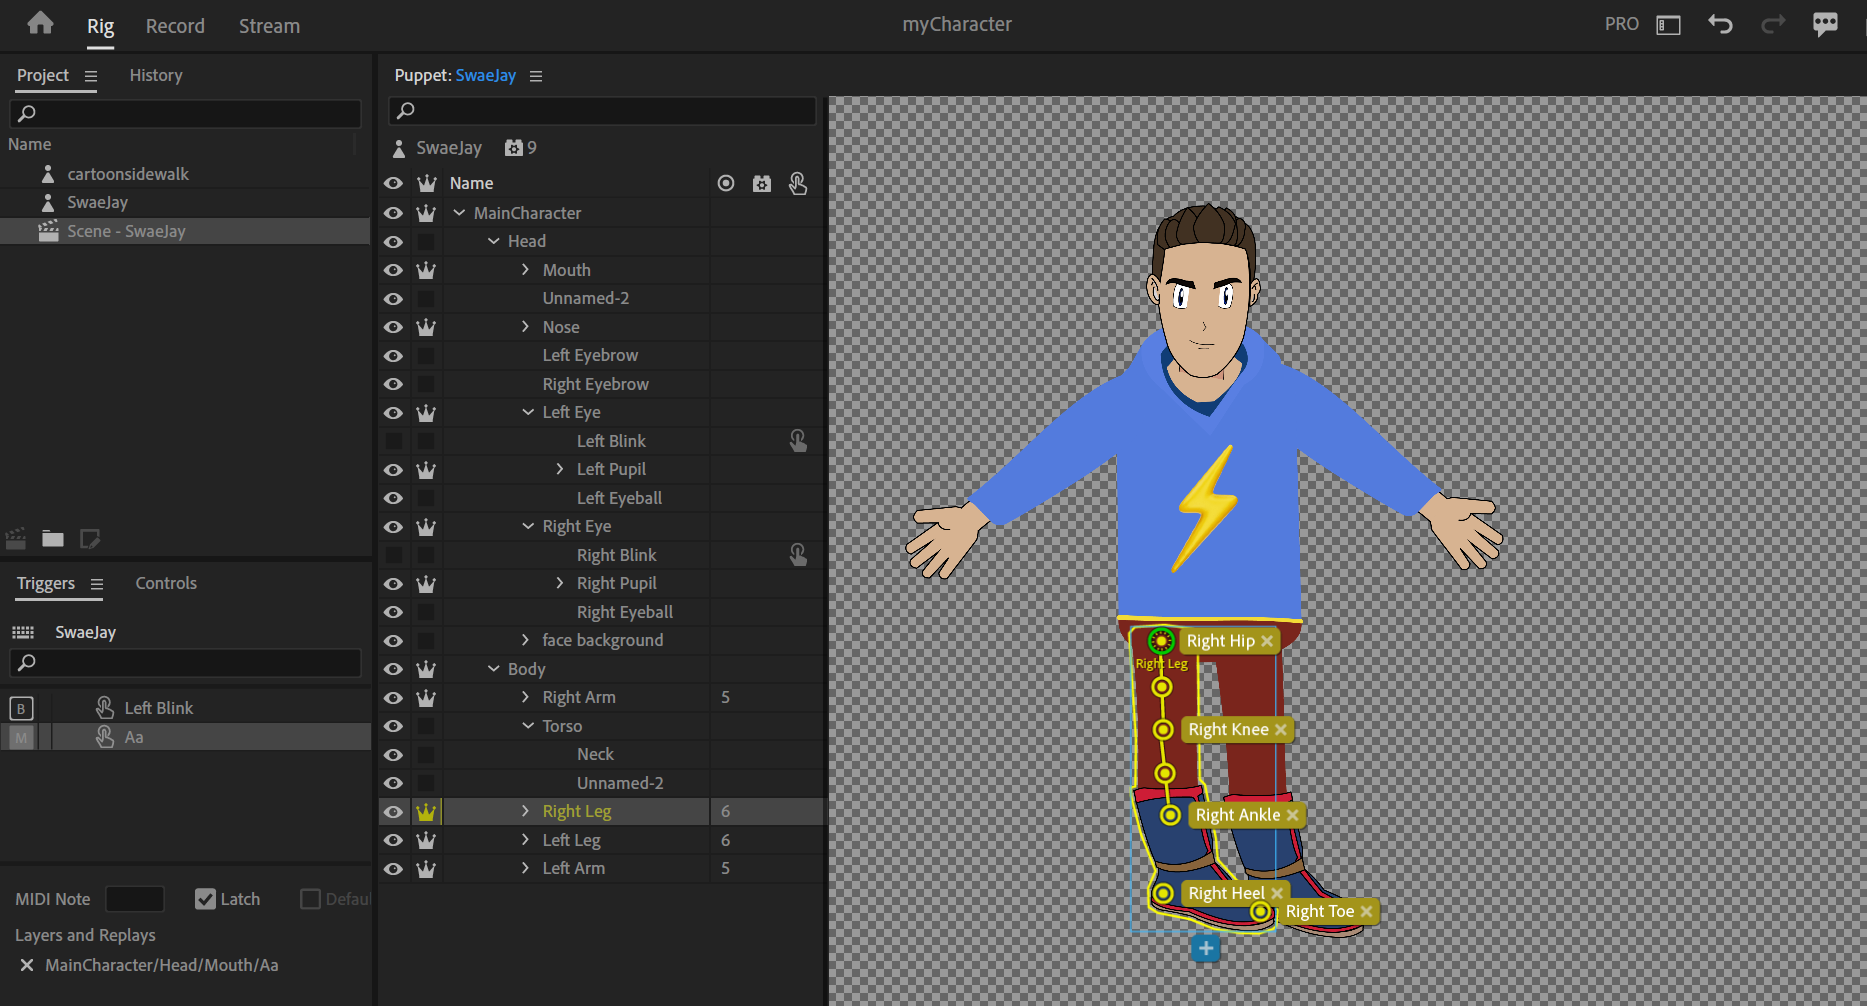 Rig
Record
Stream
myCharacter
PRO
Project
History
Name
cartoonsidewalk
SwaeJay
Scene - SwaeJay
Triggers
Controls
SwaeJay
B
Left Blink
M
Aa
MIDI Note
Latch
Defau
Layers and Replays
MainCharacter/Head/Mouth/Aa
Puppet: SwaeJay
SwaeJay
9
Name
MainCharacter
Head
Mouth
Unnamed-2
Nose
Left Eyebrow
Right Eyebrow
Left Eye
Left Blink
Left Pupil
Left Eyeball
Right Eye
Right Blink
Right Pupil
Right Eyeball
face background
Body
Right Arm 5
Torso
Neck
Unnamed-2
Right Leg 6
Left Leg 6
Left Arm 5
Right Hip
Right Leg
Right Knee
Right Ankle
Right Heel
Right Toe